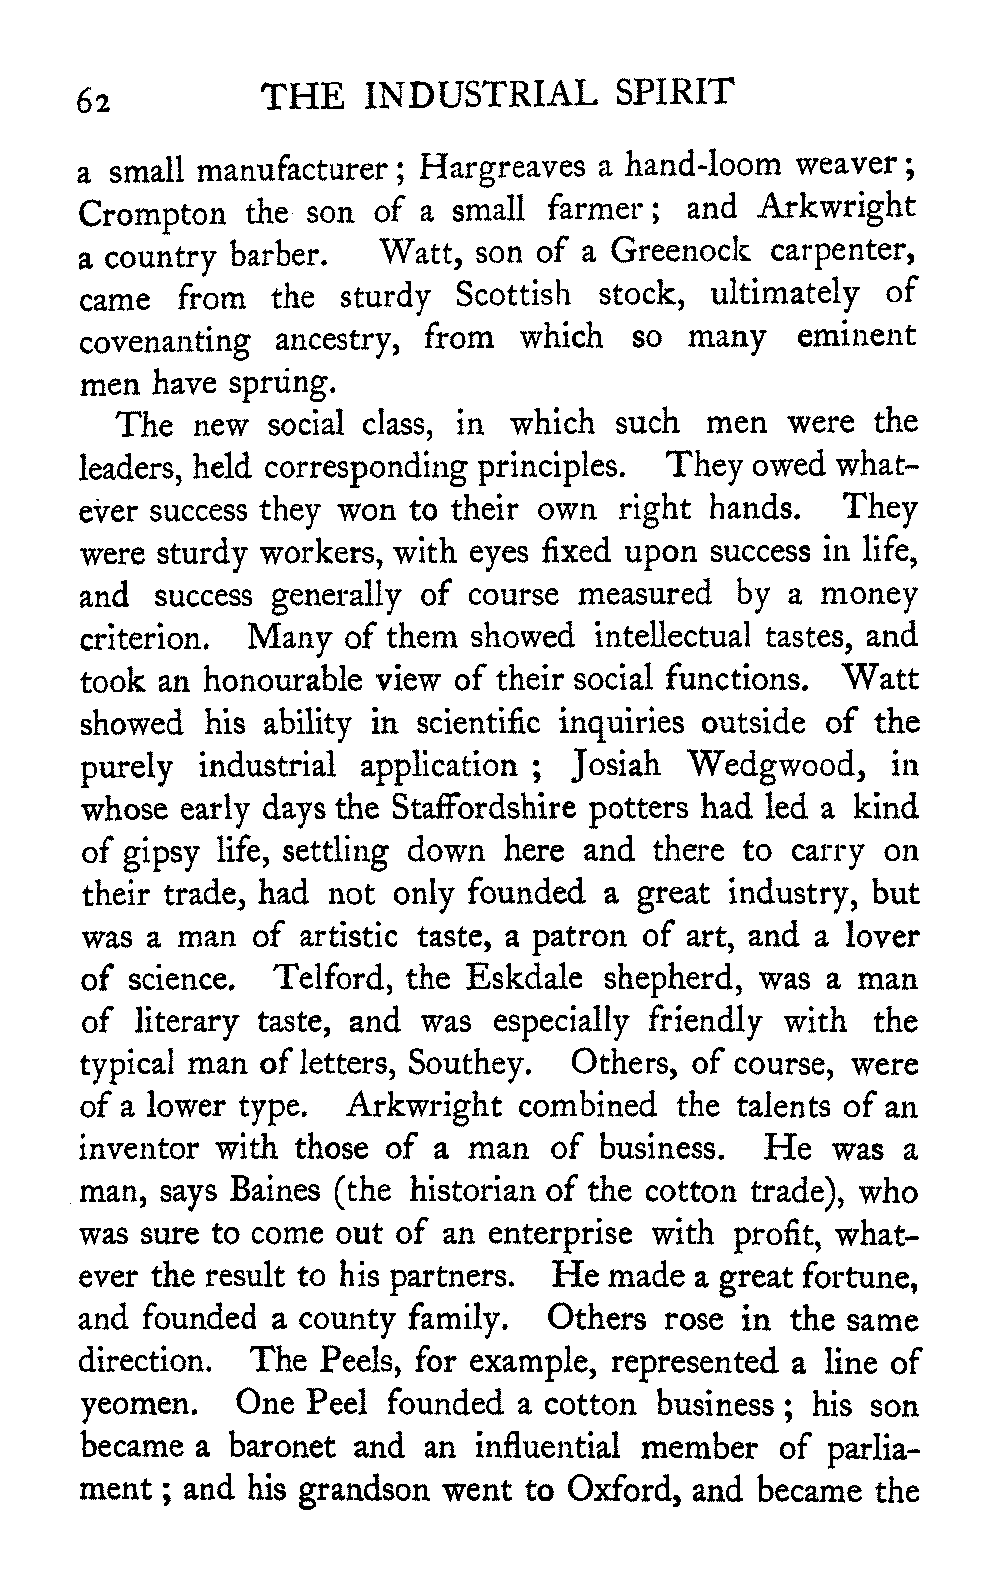 62 THE INDUSTRIAL SPIRIT
a small manufacturer ; Hargreaves a hand-loom weaver ;
Crompton the son of a small farmer ; and Arkwright
a country barber. Watt, son of a Greenock carpenter,
came from the sturdy Scottish stock, ultimately of
covenanting ancestry, from which so many eminent
men have sprung.
The new social class, in which such men were the
leaders, held corresponding principles. They owed what-
ever success they won to their own right hands. They
were sturdy workers, with eyes fixed upon success in life,
and success generally of course measured by a money
criterion. Many of them showed intellectual tastes, and
took an honourable view of their social functions. Watt
showed his ability in scientific inquiries outside of the
purely industrial application ; Josiah Wedgwood, in
whose early days the Staffordshire potters had led a kind
of gipsy life, settling down here and there to carry on
their trade, had not only founded a great industry, but
was a man of artistic taste, a patron of art, and a lover
of science. Telford, the Eskdale shepherd, was a man
of literary taste, and was especially friendly with the
typical man of letters, Southey. Others, of course, were
of a lower type. Arkwright combined the talents of an
inventor with those of a man of business. He was a
man, says Baines (the historian of the cotton trade), who
was sure to come out of an enterprise with profit, what-
ever the result to his partners. He made a great fortune,
and founded a county family. Others rose in the same
direction. The Peels, for example, represented a line of
yeomen. One Peel founded a cotton business ; his son
became a baronet and an influential member of parlia-
ment ; and his grandson went to Oxford, and became the